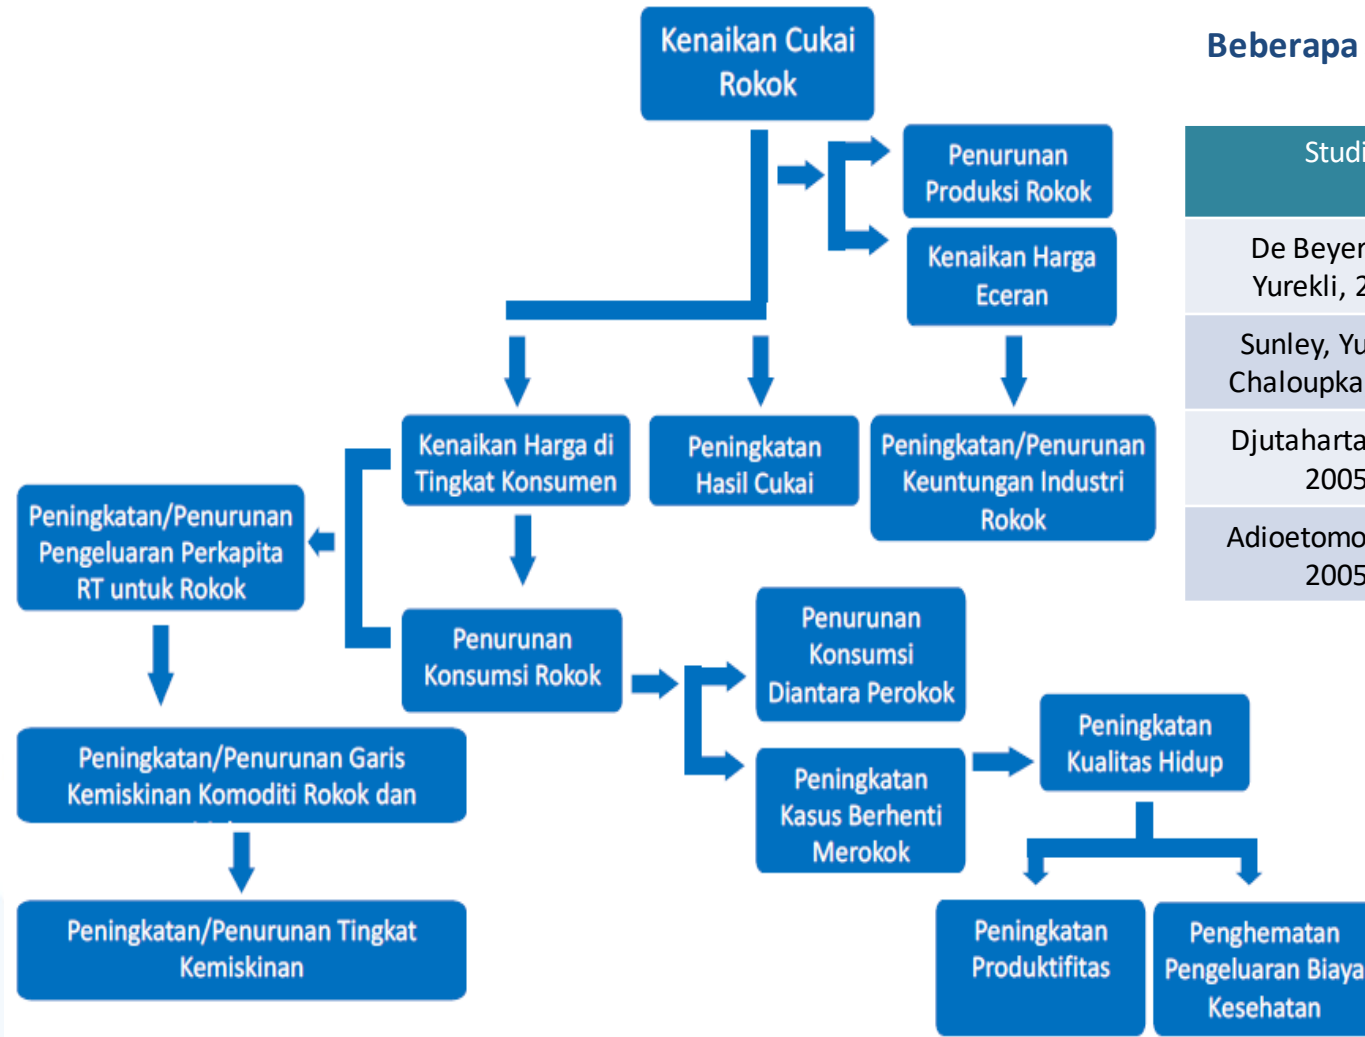 Kenaikan Cukai
Rokok
Beberapa
Penurunan
Produksi Rokok
Kenaikan Harga
Eceran
Kenaikan Harga di
Tingkat Konsumen
Peningkatan
Hasil Cukai
Peningkatan/Penurunan
Keuntungan Industri
Rokok
Peningkatan/Penurunan
Pengeluaran Perkapita
RT untuk Rokok
Penurunan
Konsumsi Rokok
Penurunan
Konsumsi
Diantara Perokok
Peningkatan
Kasus Berhenti
Merokok
Peningkatan
Kualitas Hidup
Peningkatan/Penurunan Garis
Kemiskinan Komoditi Rokok dan
Peningkatan/Penurunan Tingkat
Kemiskinan
Peningkatan
Produktifitas
Penghematan
Pengeluaran Biaya
Kesehatan
Studi
De Beyer
Yurekli,
Sunley,
Chaloupka
Djutaharta
2005
Adioetomo
2005